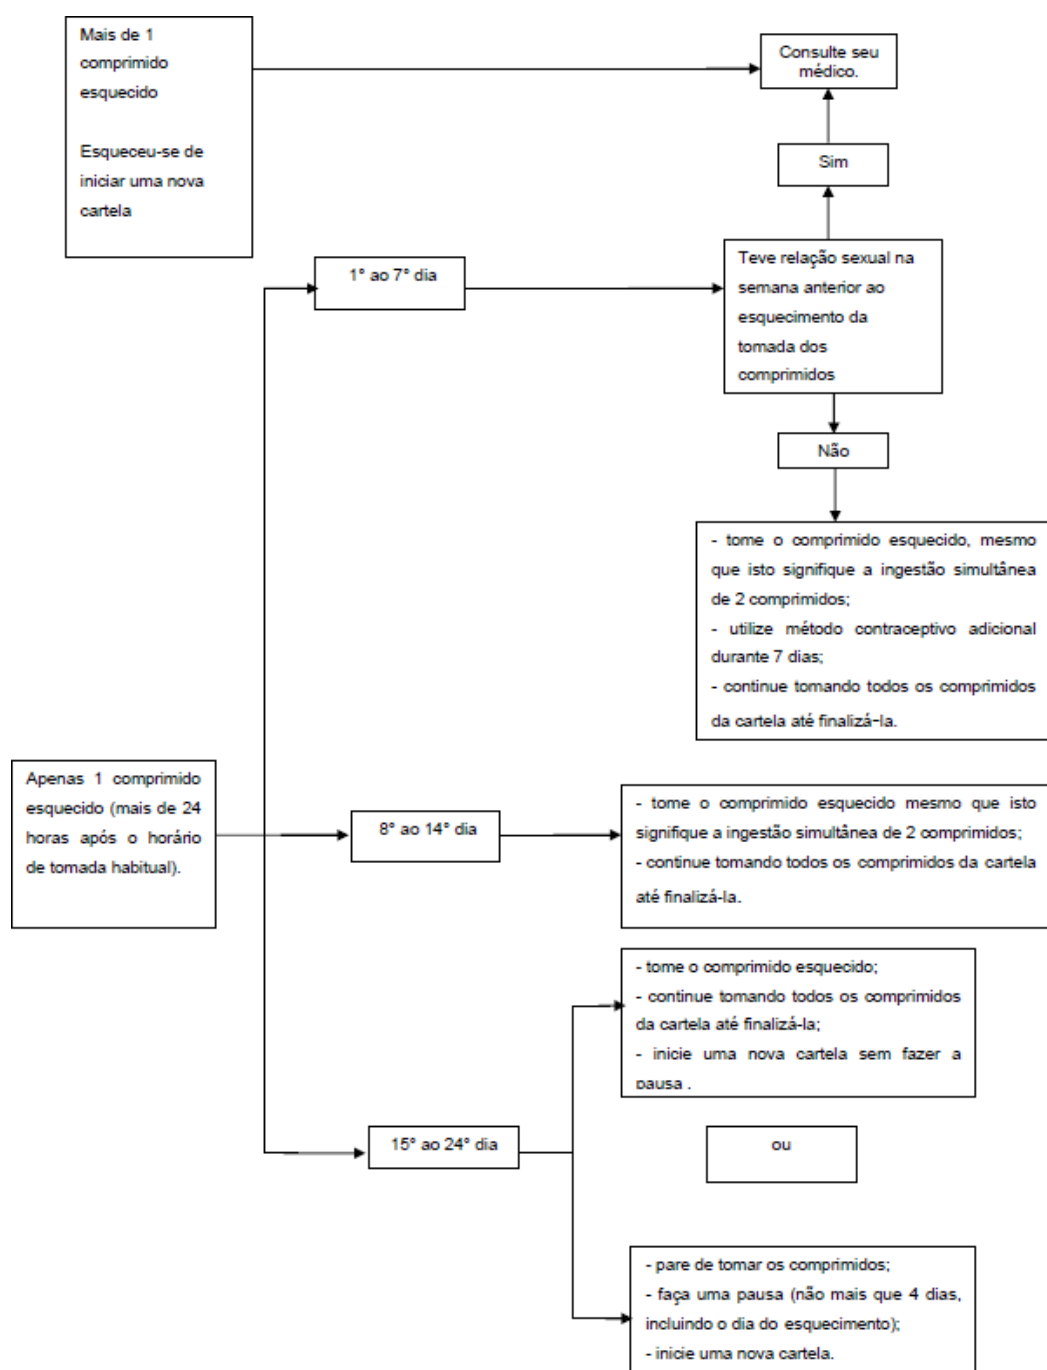 Mais de 1
comprimido
esquecido
Esqueceu-se de
iniciar uma nova
cartela
Consulte seu
médico.
Sim
Teve relação sexual na
semana anterior ao
esquecimento da
tomada dos
comprimidos
1° ao 7° dia
Não
- tome o comprimido esquecido, mesmo
que isto signifique a ingestão simultânea
de 2 comprimidos;
- utilize método contraceptivo adicional
durante 7 dias;
- continue tomando todos os comprimidos
da cartela até finalizá-la.
Apenas 1 comprimido
esquecido (mais de 24
horas após o horário
de tomada habitual).
8° ao 14° dia
- tome o comprimido esquecido mesmo que isto
signifique a ingestão simultânea de 2 comprimidos;
- continue tomando todos os comprimidos da cartela
até finalizá-la.
- tome o comprimido esquecido;
- continue tomando todos os comprimidos
da cartela até finalizá-la;
- inicie uma nova cartela sem fazer a
pausa .
15° ao 24° dia
ou
- pare de tomar os comprimidos;
- faça uma pausa (não mais que 4 dias,
incluindo o dia do esquecimento);
- inicie uma nova cartela.